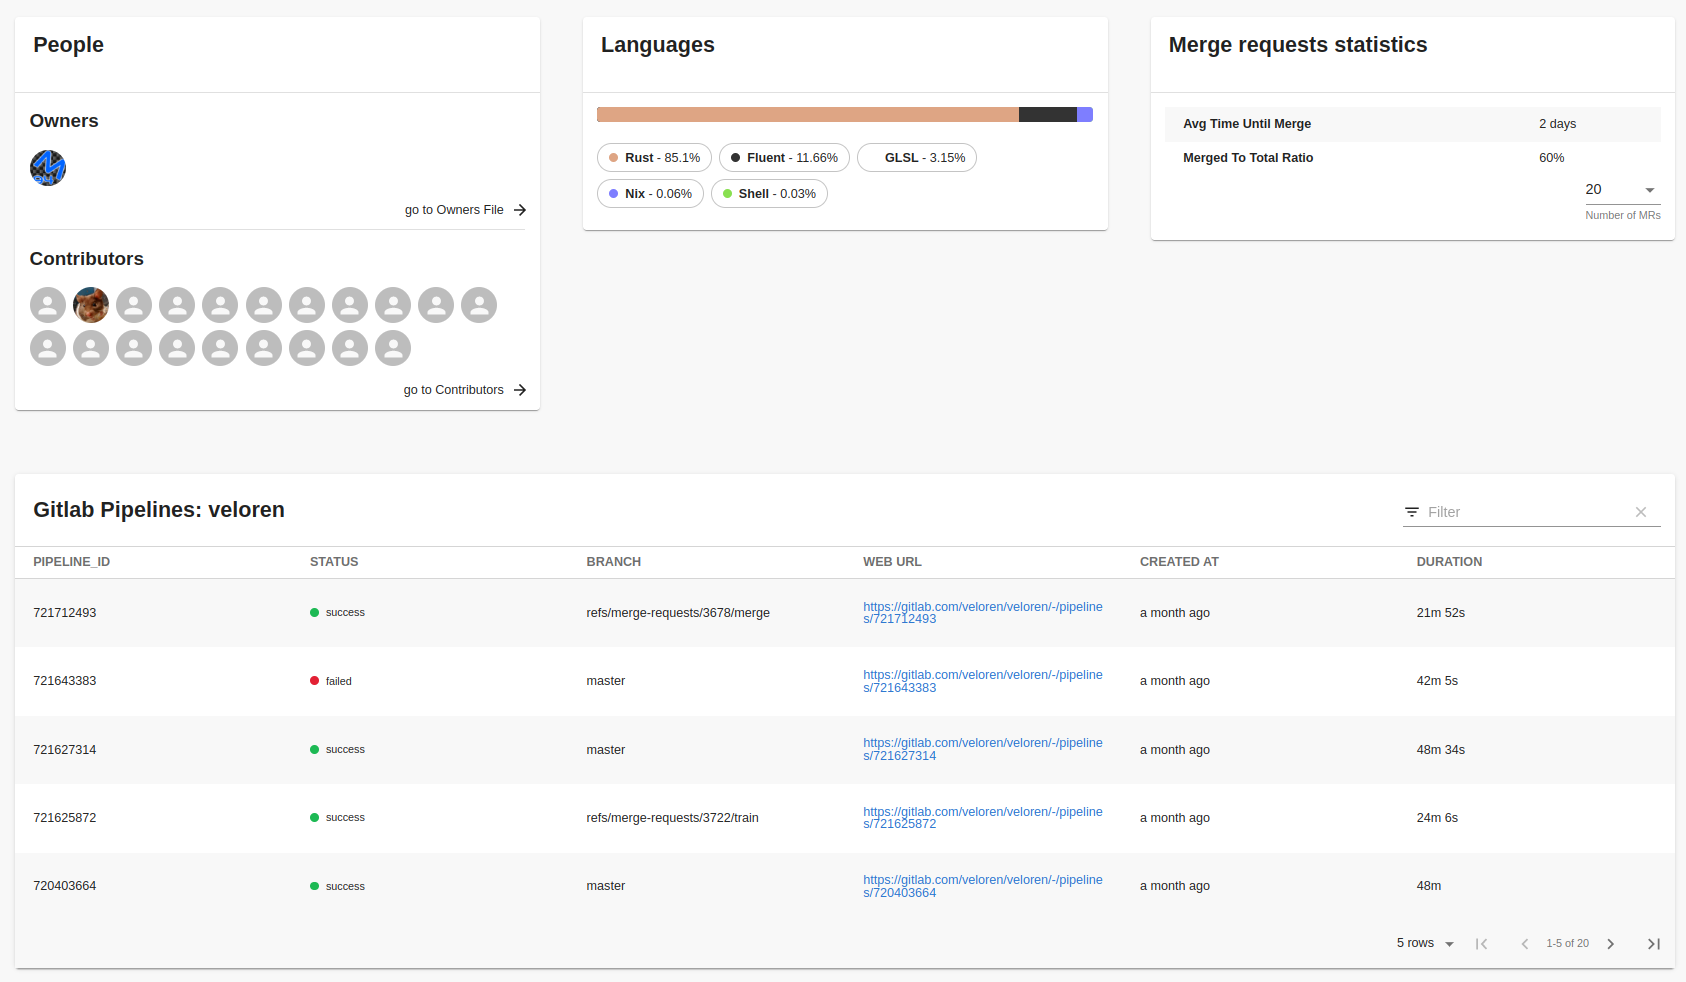 People
Owners
go to Owners File
Contributors
go to Contributors
Languages
Rust - 85.1%
Fluent - 11.66%
GLSL - 3.15%
Nix - 0.06%
Shell - 0.03%
Merge requests statistics
Avg Time Until Merge 2 days
Merged To Total Ratio 60%
20
Number of MRs
Gitlab Pipelines: veloren
Filter
PIPELINE_ID STATUS BRANCH WEB URL CREATED AT DURATION
721712493 success refs/merge-requests/3678/merge https://gitlab.com/veloren/veloren/-/pipeline
s/721712493 a month ago 21m 52s
721643383 failed master https://gitlab.com/veloren/veloren/-/pipeline
s/721643383 a month ago 42m 5s
721627314 success master https://gitlab.com/veloren/veloren/-/pipeline
s/721627314 a month ago 48m 34s
721625872 success refs/merge-requests/3722/train https://gitlab.com/veloren/veloren/-/pipeline
s/721625872 a month ago 24m 6s
720403664 success master https://gitlab.com/veloren/veloren/-/pipeline
s/720403664 a month ago 48m
5 rows 1-5 of 20